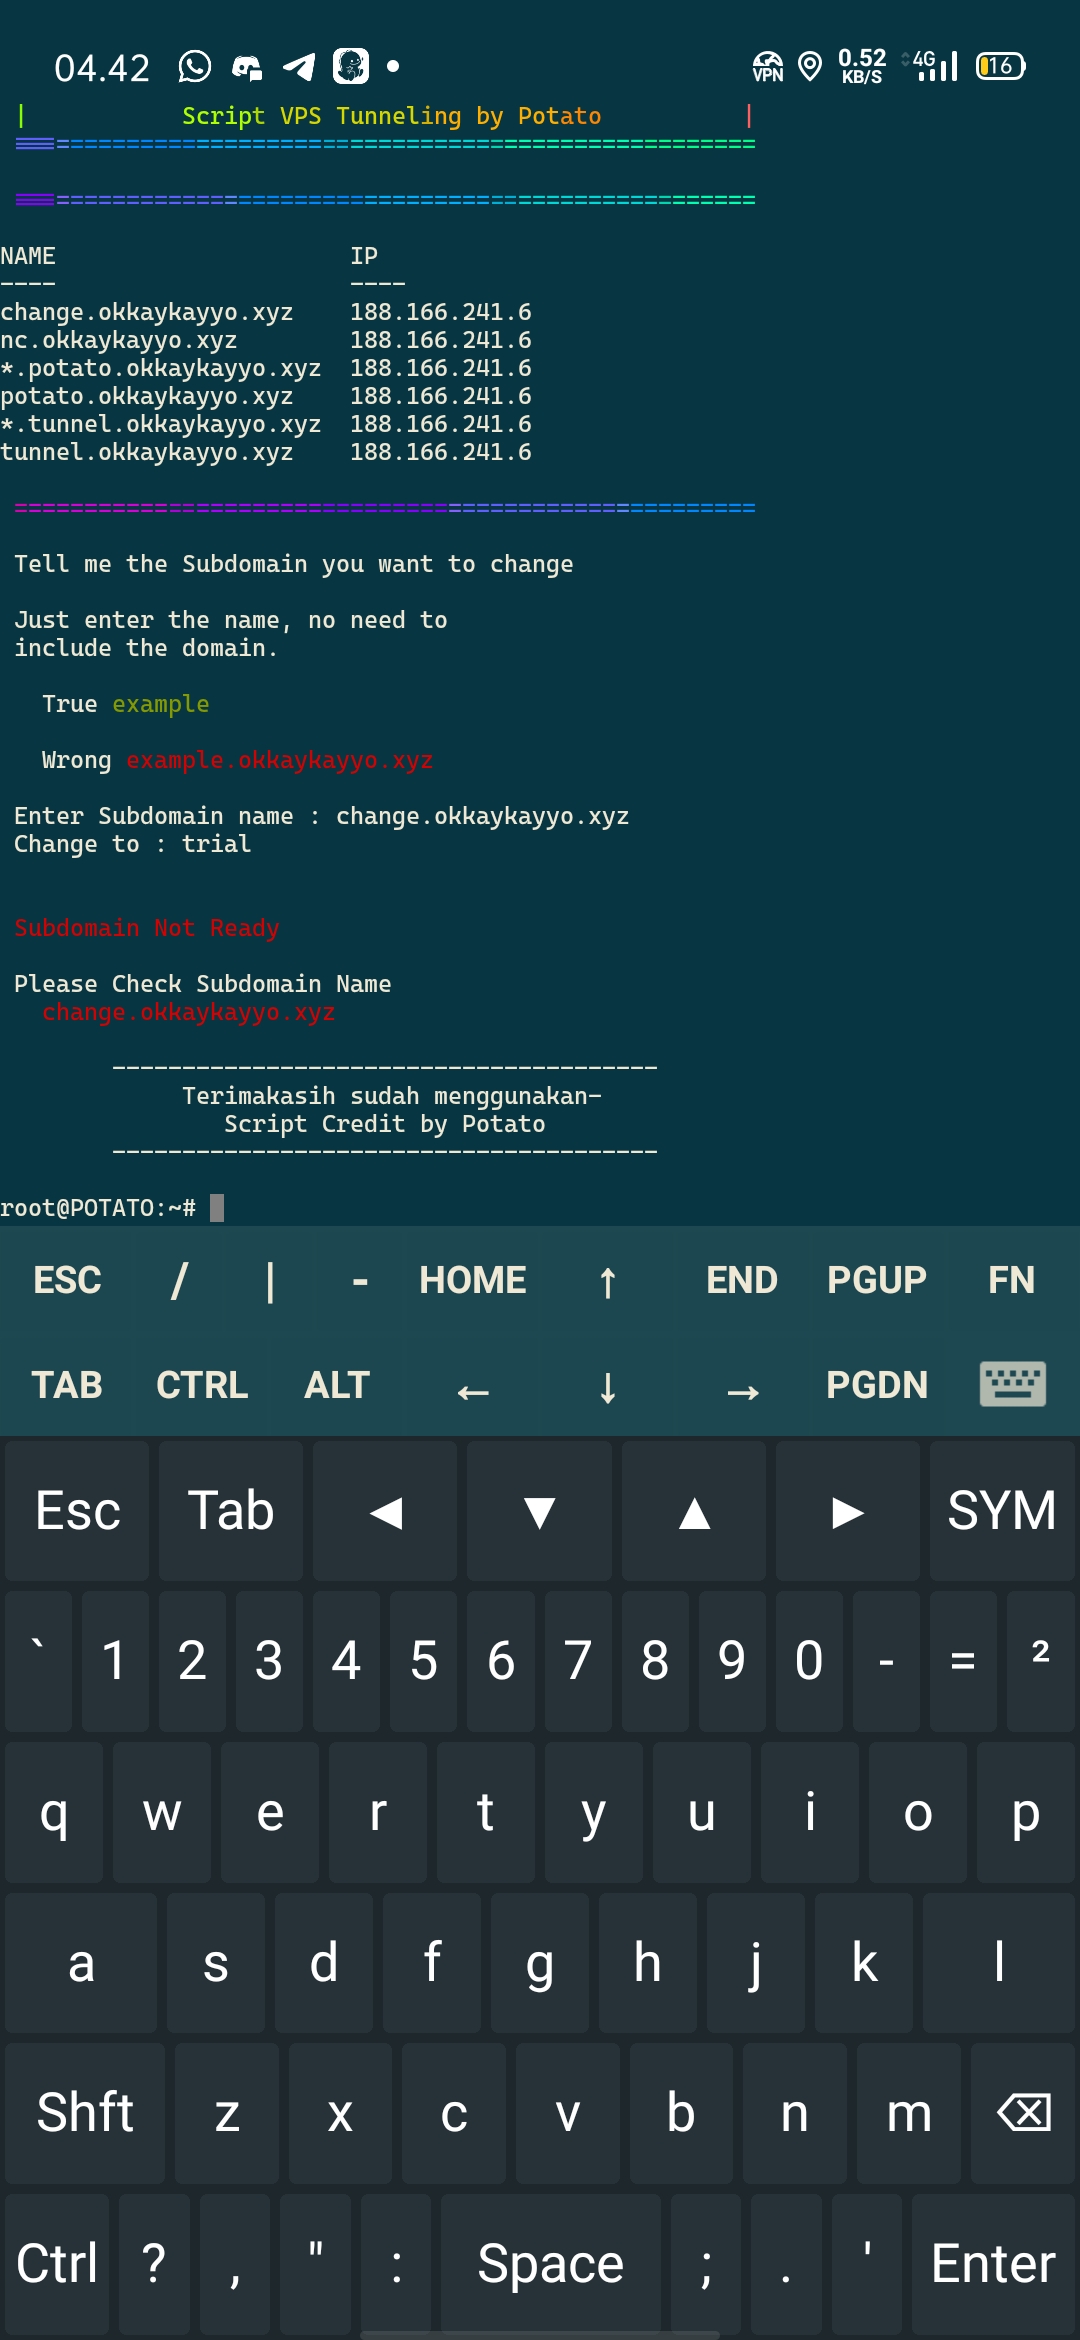 04.42 VPN 0.52 KB/S 4G 16
| Script VPS Tunneling by Potato |
=====================================================
=====================================================
NAME IP
---- ----
change.okkaykayyo.xyz 188.166.241.6
nc.okkaykayyo.xyz 188.166.241.6
*.potato.okkaykayyo.xyz 188.166.241.6
potato.okkaykayyo.xyz 188.166.241.6
*.tunnel.okkaykayyo.xyz 188.166.241.6
tunnel.okkaykayyo.xyz 188.166.241.6
=====================================================
Tell me the Subdomain you want to change
Just enter the name, no need to
include the domain.
True example
Wrong example.okkaykayyo.xyz
Enter Subdomain name : change.okkaykayyo.xyz
Change to : trial
Subdomain Not Ready
Please Check Subdomain Name
change.okkaykayyo.xyz
---------------------------------------
Terimakasih sudah menggunakan-
Script Credit by Potato
---------------------------------------
root@POTATO:~#
ESC / | - HOME ↑ END PGUP FN
TAB CTRL ALT ← ↓ → PGDN
Esc Tab ◀ ▼ ▲ ▶ SYM
` 1 2 3 4 5 6 7 8 9 0 - = ²
q w e r t y u i o p
a s d f g h j k l
Shft z x c v b n m
Ctrl ? , " : Space ; . ' Enter